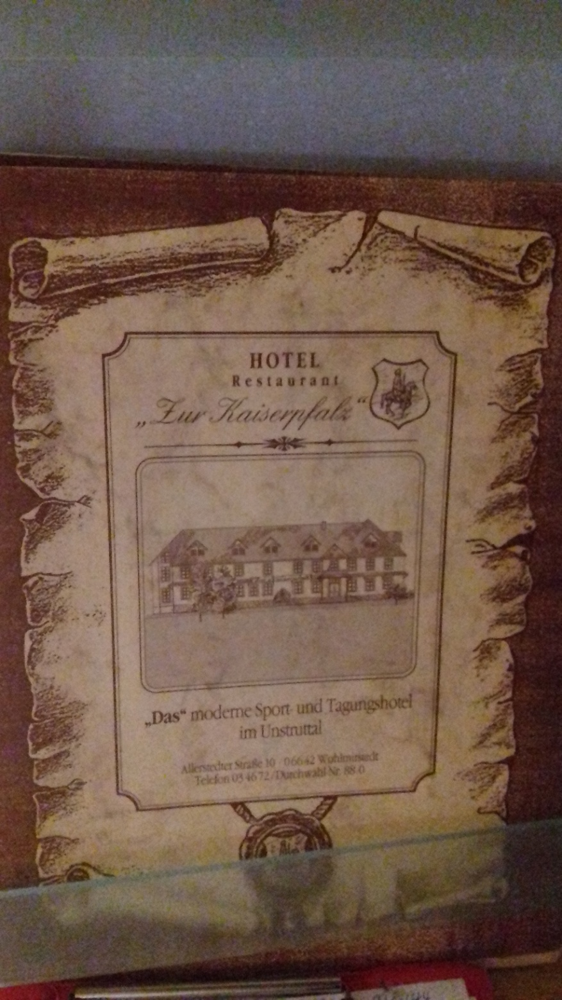 HOTEL
Restaurant
„Zur Kaiserpfalz“
„Das“ moderne Sport- und Tagungshotel
im Unstruttal
Allerstedter Straße 10 / 06642 Wohlmirstedt
Telefon 03 46 72/Durchwahl-Nr. 88-0